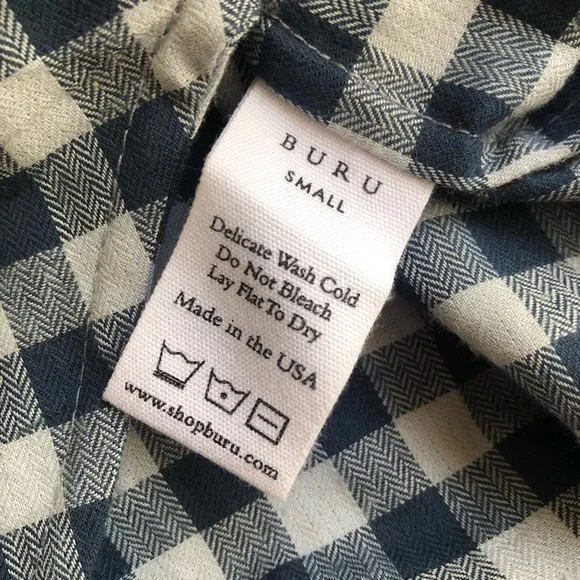 BURU
SMALL
Delicate Wash Cold
Do Not Bleach
Lay Flat To Dry
Made in the USA
www.shopburu.com